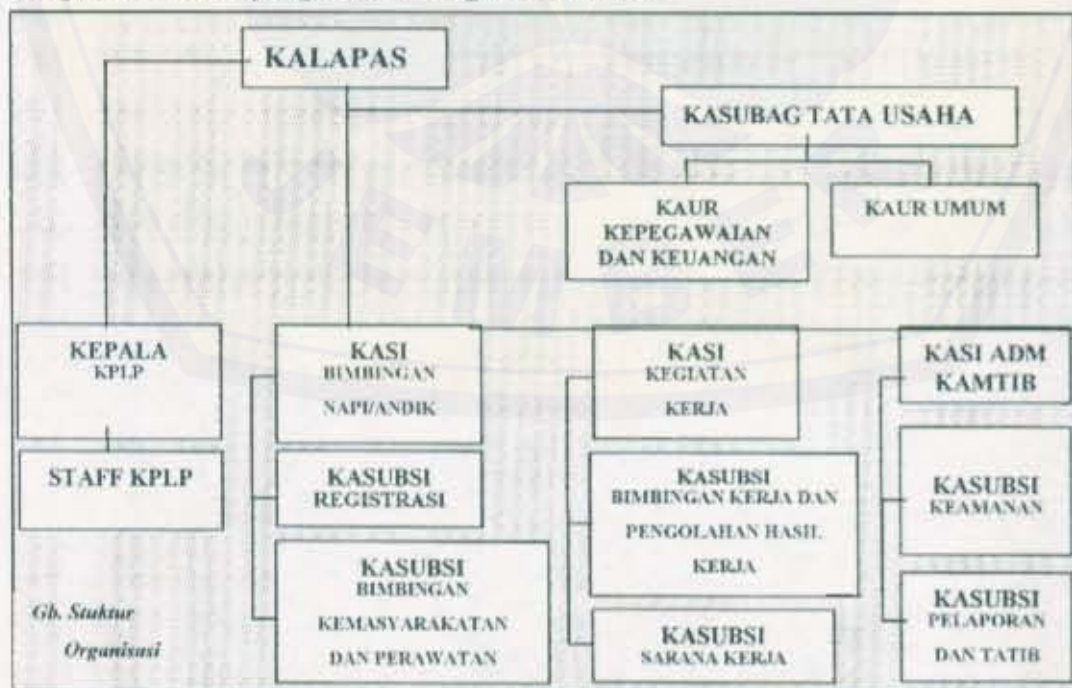 KALAPAS
KASUBAG TATA USAHA
KAUR
KEPEGAWAIAN
DAN KEUANGAN
KAUR UMUM
KEPALA
KPLP
KASI
BIMBINGAN
NAPI/ANDIK
KASI
KEGIATAN
KERJA
KASI ADM
KAMTIB
STAFF KPLP
KASUBSI
REGISTRASI
KASUBSI
BIMBINGAN KERJA DAN
PENGOLAHAN HASIL
KERJA
KASUBSI
KEAMANAN
KASUBSI
BIMBINGAN
KEMASYARAKATAN
DAN PERAWATAN
KASUBSI
SARANA KERJA
KASUBSI
PELAPORAN
DAN TATIB
Gb. Stuktur
Organisasi